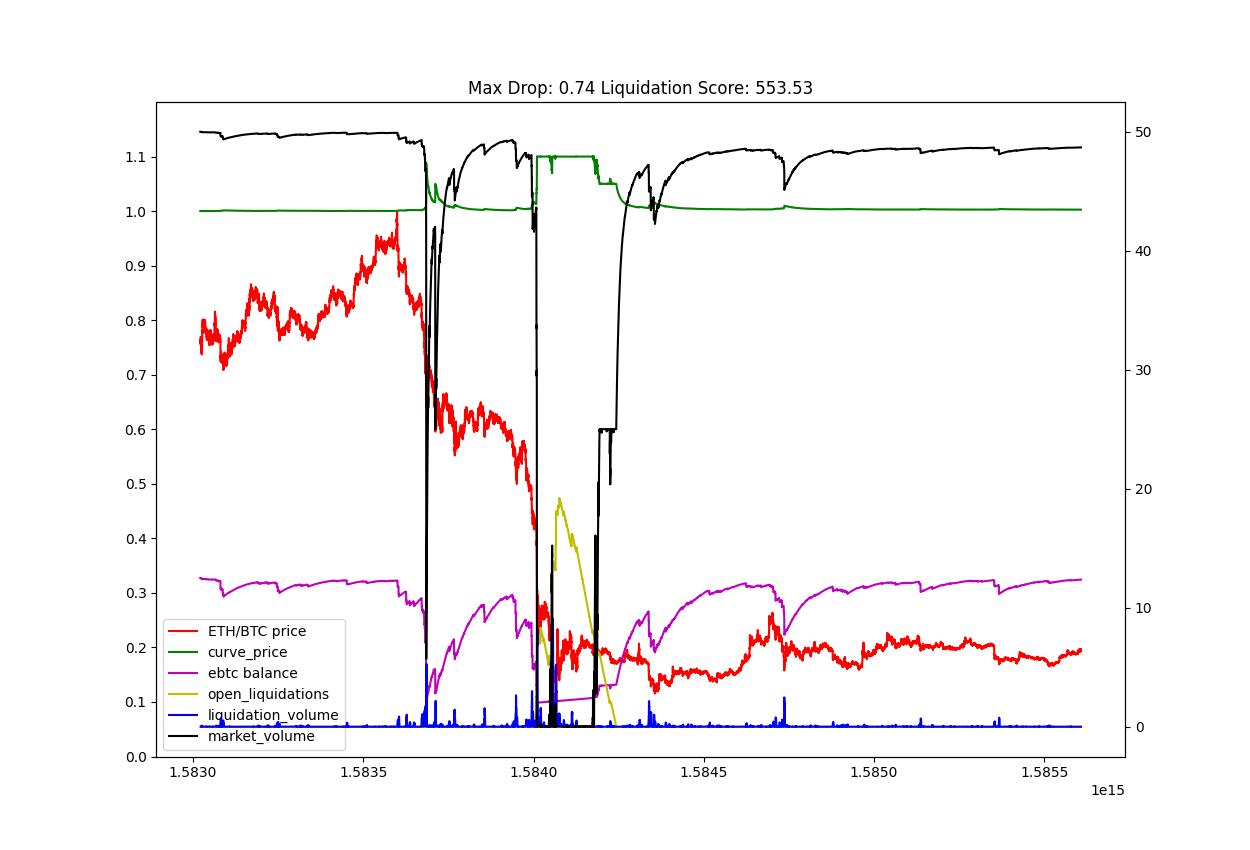 Max Drop: 0.74 Liquidation Score: 553.53
1.1
1.0
0.9
0.8
0.7
0.6
0.5
0.4
0.3
0.2
0.1
0.0
50
40
30
20
10
0
ETH/BTC price
curve_price
ebtc balance
open_liquidations
liquidation_volume
market_volume
1.5830 1.5835 1.5840 1.5845 1.5850 1.5855
1e15